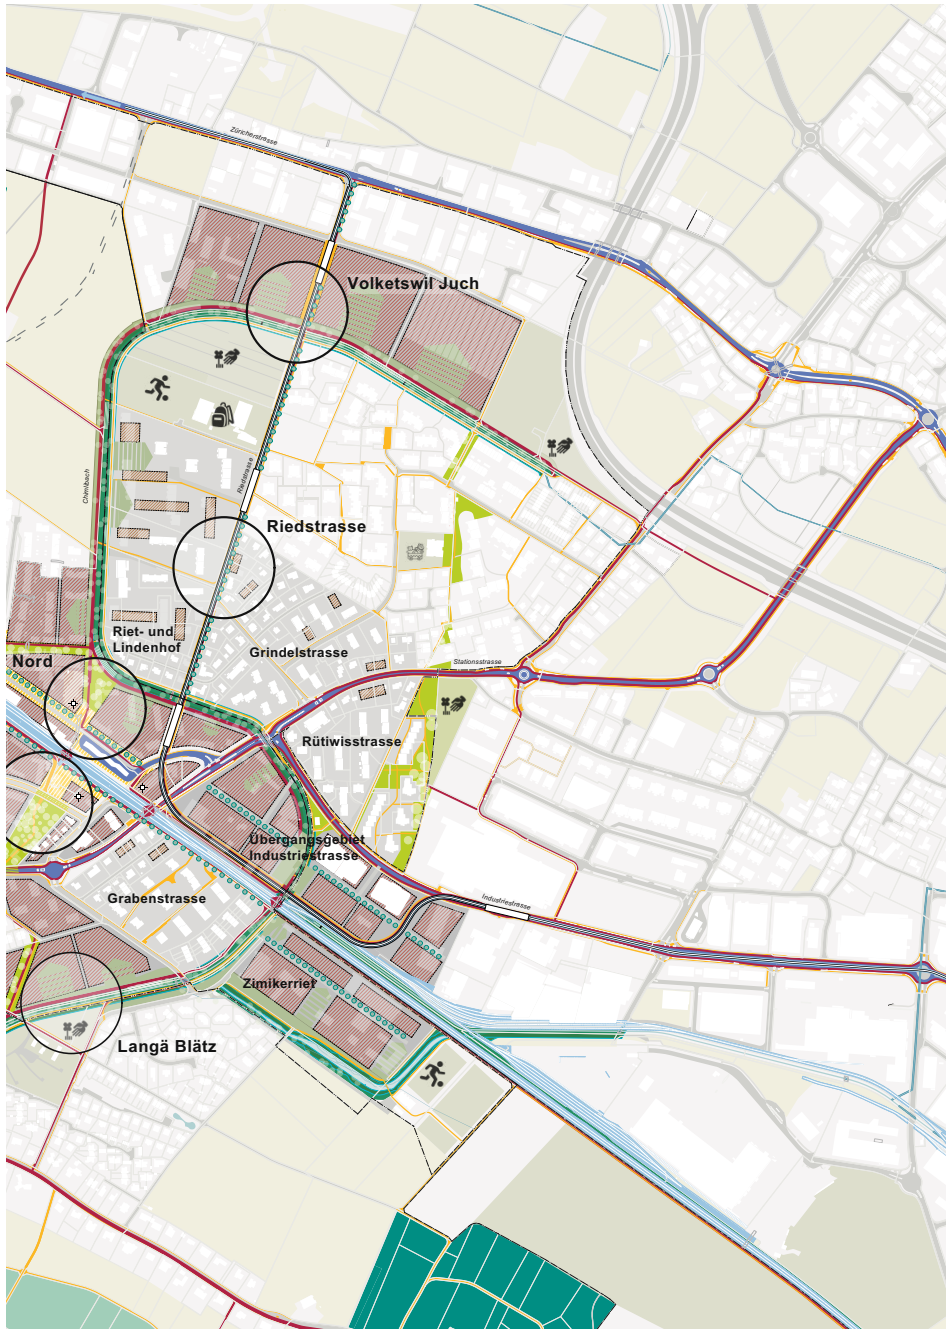 Züricherstrasse
Volketswil Juch
Chimlibach
Riedstrasse
Riedstrasse
Riet- und
Lindenhof
Grindelstrasse
Nord
Stationsstrasse
Rütiwisstrasse
Übergangsgebiet
Industriestrasse
Grabenstrasse
Industriestrasse
Zimikerriet
Langä Blätz